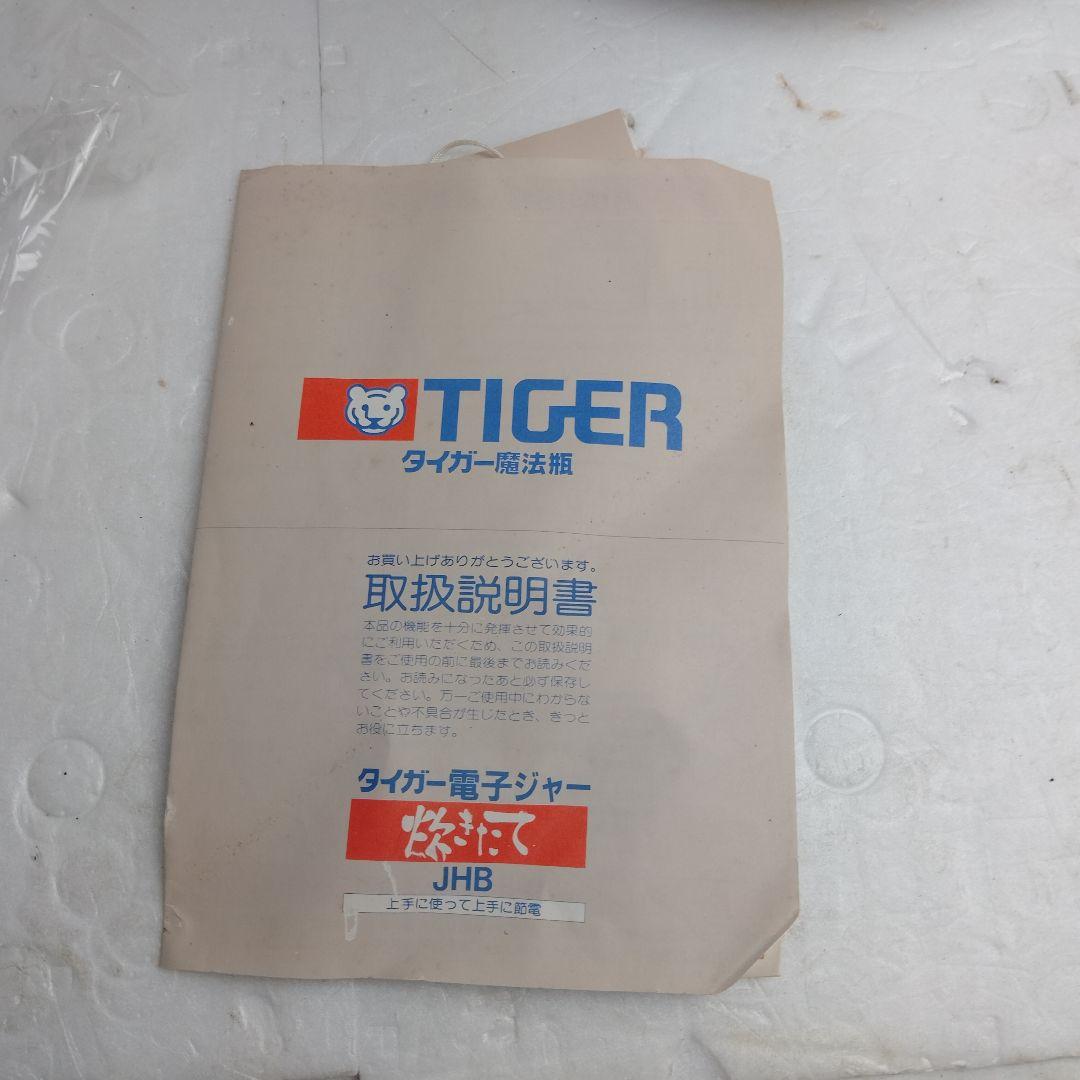 TIGER
タイガー魔法瓶
お買い上げありがとうございます。
取扱説明書
本品の機能を十分に発揮させて効果的
にご利用いただくため、この取扱説明
書をご使用の前に最後までお読みくだ
さい。お読みになったあと必ず保存し
てください。万一ご使用中にわからな
いことや不具合が生じたとき、きっと
お役に立ちます。
タイガー電子ジャー
炊きたて
JHB
上手に使って上手に節電